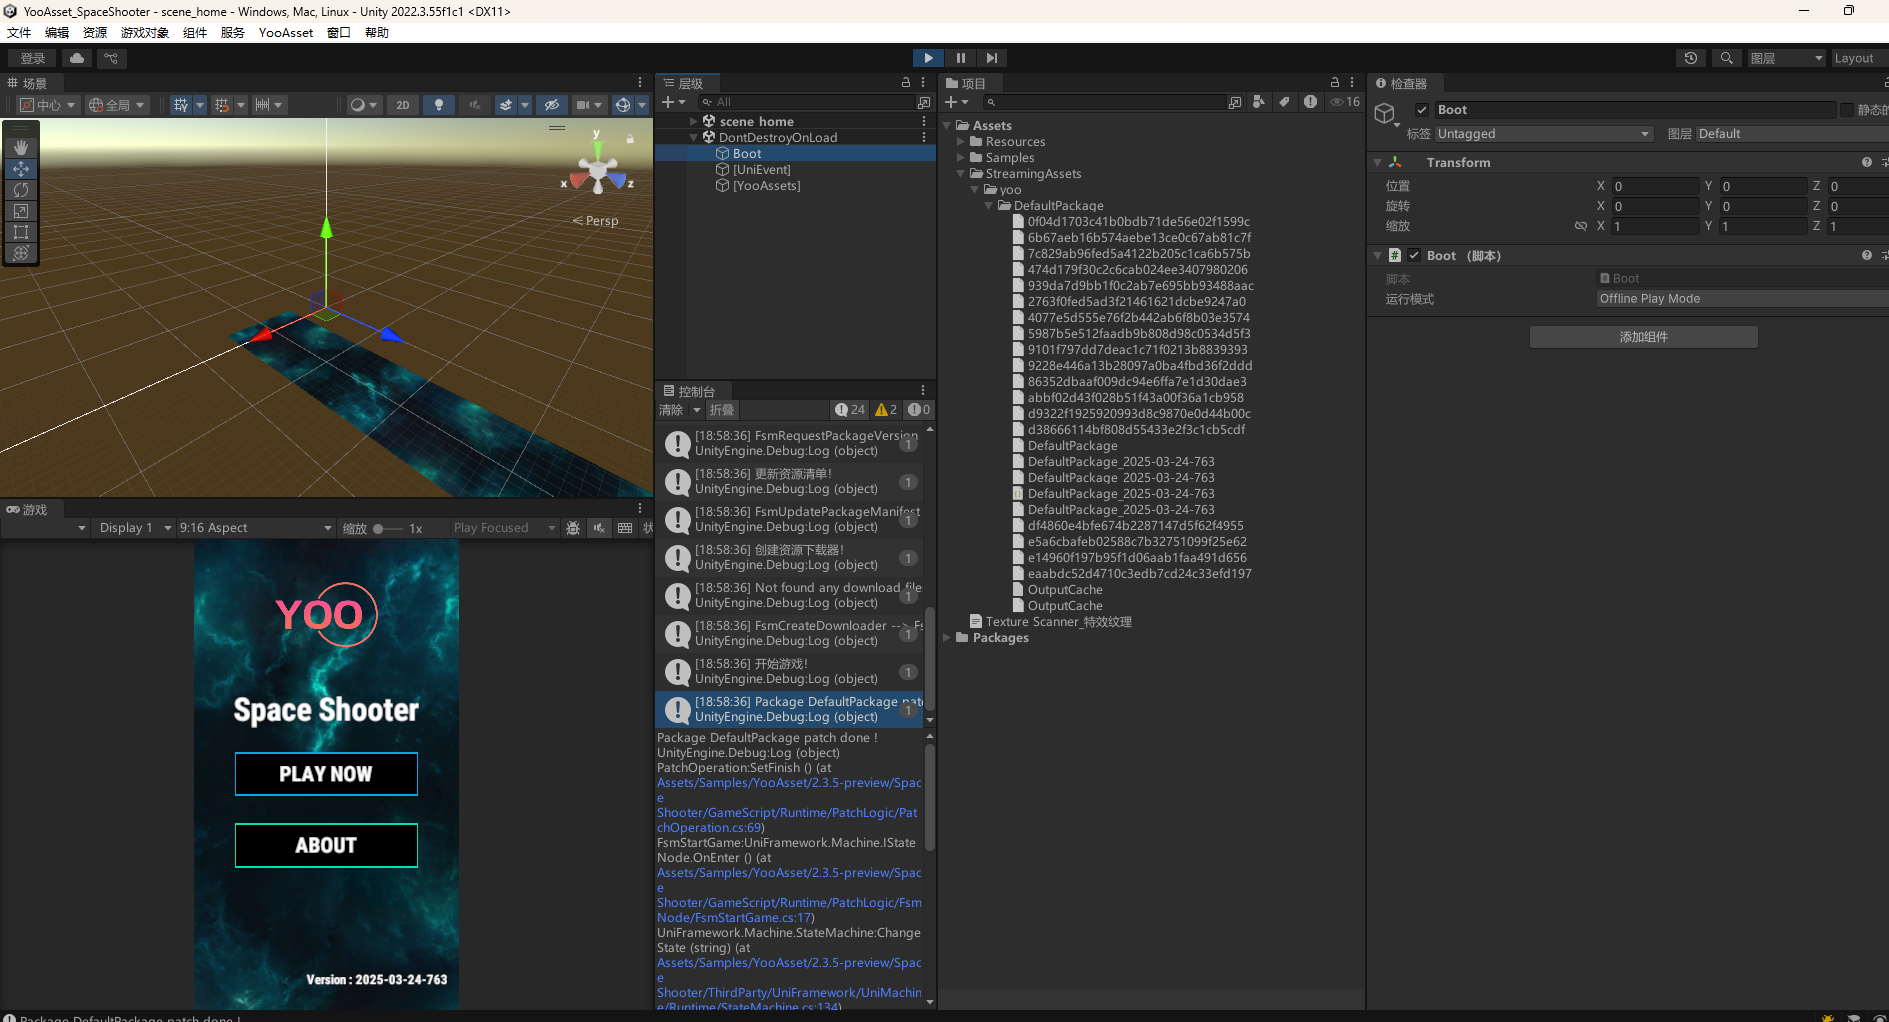 YooAsset_SpaceShooter - scene_home - Windows, Mac, Linux - Unity 2022.3.55f1c1 <DX11>
文件 编辑 资源 游戏对象 组件 服务 YooAsset 窗口 帮助
登录
图层
Layout
场景
中心 全局 2D
y
x
z
Persp
游戏
Display 1 9:16 Aspect 缩放 1x Play Focused 状
YOO
Space Shooter
PLAY NOW
ABOUT
Version : 2025-03-24-763
层级
All
scene_home
DontDestroyOnLoad
Boot
[UniEvent]
[YooAssets]
控制台
清除 折叠 24 2 0
[18:58:36] FsmRequestPackageVersion
UnityEngine.Debug:Log (object)
1
[18:58:36] 更新资源清单!
UnityEngine.Debug:Log (object)
1
[18:58:36] FsmUpdatePackageManifest
UnityEngine.Debug:Log (object)
1
[18:58:36] 创建资源下载器!
UnityEngine.Debug:Log (object)
1
[18:58:36] Not found any download file
UnityEngine.Debug:Log (object)
1
[18:58:36] FsmCreateDownloader --> Fs
UnityEngine.Debug:Log (object)
1
[18:58:36] 开始游戏!
UnityEngine.Debug:Log (object)
1
[18:58:36] Package DefaultPackage patc
UnityEngine.Debug:Log (object)
1
Package DefaultPackage patch done !
UnityEngine.Debug:Log (object)
PatchOperation:SetFinish () (at
Assets/Samples/YooAsset/2.3.5-preview/Spac
e
Shooter/GameScript/Runtime/PatchLogic/Pat
chOperation.cs:69)
FsmStartGame:UniFramework.Machine.IState
Node.OnEnter () (at
Assets/Samples/YooAsset/2.3.5-preview/Spac
e
Shooter/GameScript/Runtime/PatchLogic/Fsm
Node/FsmStartGame.cs:17)
UniFramework.Machine.StateMachine:Change
State (string) (at
Assets/Samples/YooAsset/2.3.5-preview/Spac
e
Shooter/ThirdParty/UniFramework/UniMachin
e/Runtime/StateMachine.cs:134)
项目
16
Assets
Resources
Samples
StreamingAssets
yoo
DefaultPackage
0f04d1703c41b0bdb71de56e02f1599c
6b67aeb16b574aebe13ce0c67ab81c7f
7c829ab96fed5a4122b205c1ca6b575b
474d179f30c2c6cab024ee3407980206
939da7d9bb1f0c2ab7e695bb93488aac
2763f0fed5ad3f21461621dcbe9247a0
4077e5d555e76f2b442ab6f8b03e3574
5987b5e512faadb9b808d98c0534d5f3
9101f797dd7deac1c71f0213b8839393
9228e446a13b28097a0ba4fbd36f2ddd
86352dbaaf009dc94e6ffa7e1d30dae3
abbf02d43f028b51f43a00f36a1cb958
d9322f1925920993d8c9870e0d44b00c
d38666114bf808d55433e2f3c1cb5cdf
DefaultPackage
DefaultPackage_2025-03-24-763
DefaultPackage_2025-03-24-763
DefaultPackage_2025-03-24-763
DefaultPackage_2025-03-24-763
df4860e4bfe674b2287147d5f62f4955
e5a6cbafeb02588c7b32751099f25e62
e14960f197b95f1d06aab1faa491d656
eaabdc52d4710c3edb7cd24c33efd197
OutputCache
OutputCache
Texture Scanner_特效纹理
Packages
检查器
Boot 静态的
标签 Untagged 图层 Default
Transform
位置 X 0 Y 0 Z 0
旋转 X 0 Y 0 Z 0
缩放 X 1 Y 1 Z 1
Boot （脚本）
脚本 Boot
运行模式 Offline Play Mode
添加组件
Package DefaultPackage patch done !